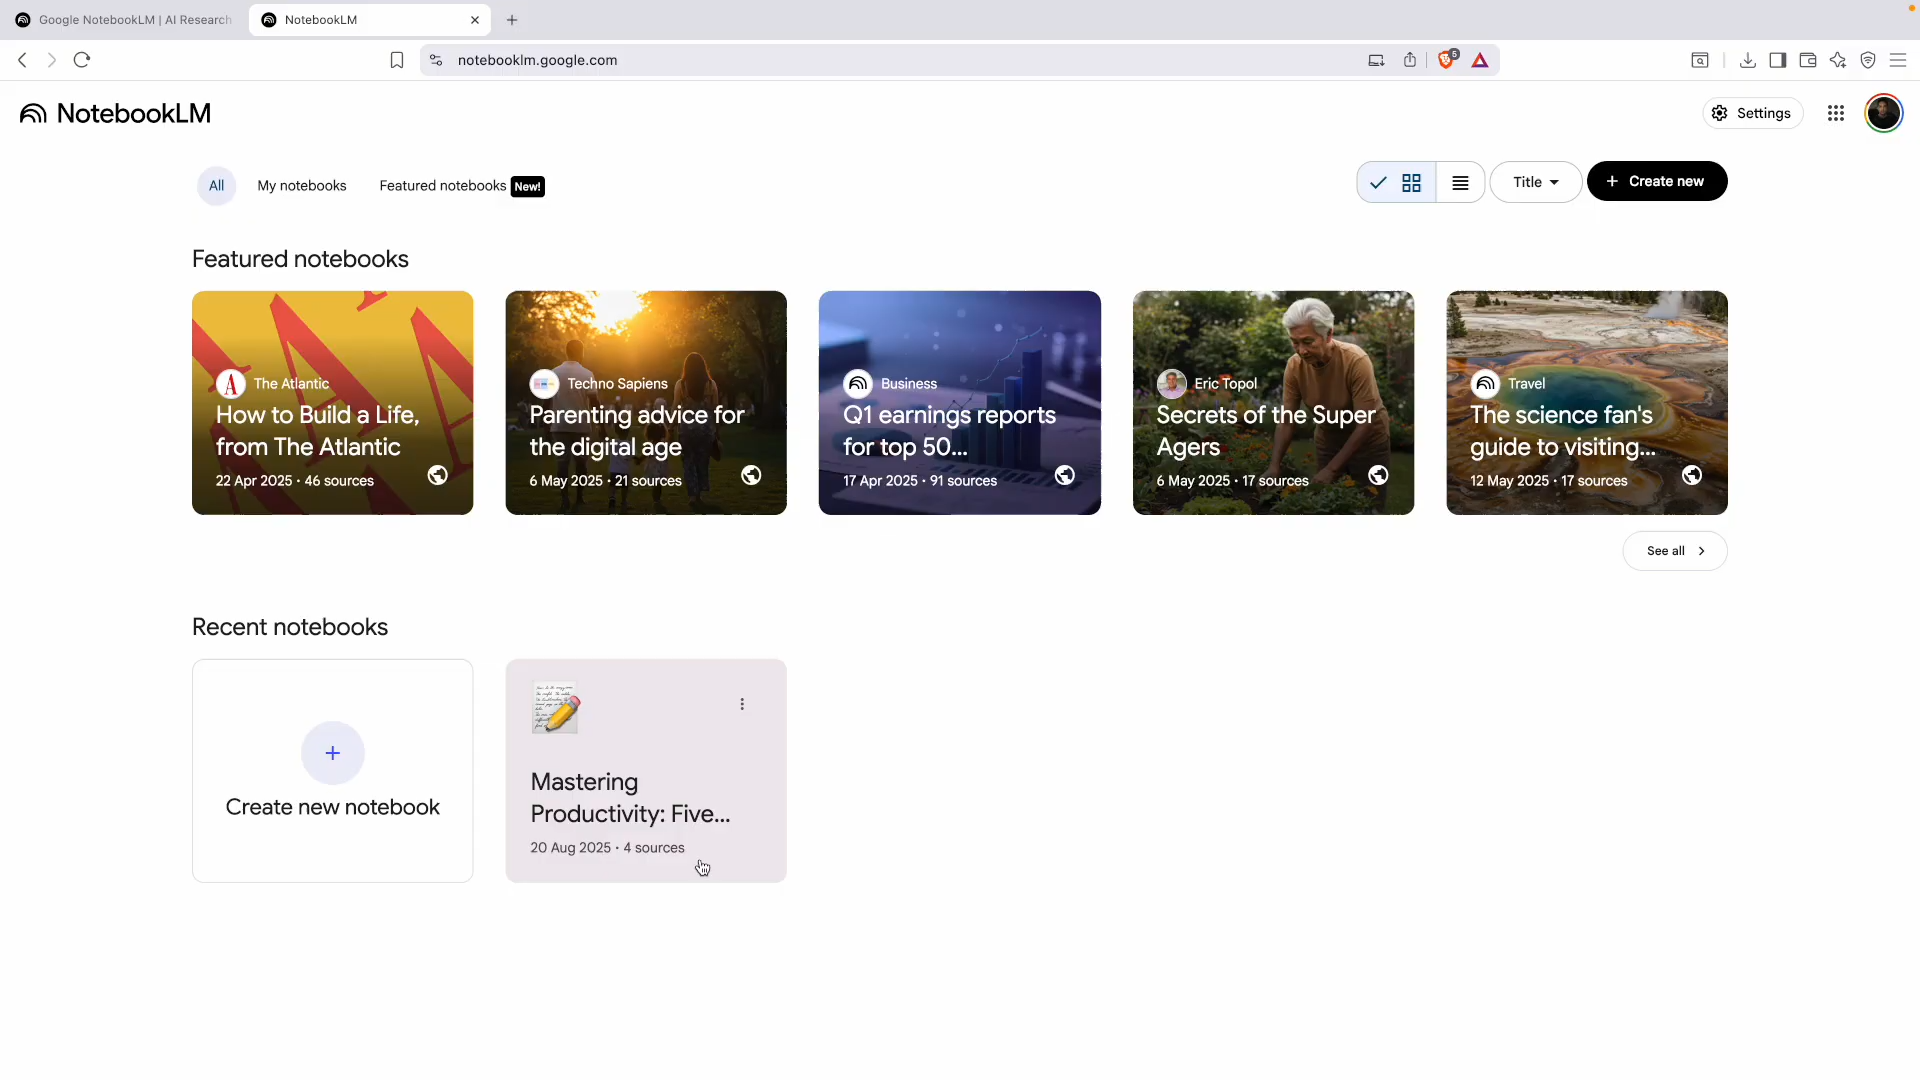 Google NotebookLM | AI Research
NotebookLM
notebooklm.google.com
5
NotebookLM
Settings
All
My notebooks
Featured notebooks New!
Title
+ Create new
Featured notebooks
The Atlantic
How to Build a Life,
from The Atlantic
22 Apr 2025 · 46 sources
Techno Sapiens
Parenting advice for
the digital age
6 May 2025 · 21 sources
Business
Q1 earnings reports
for top 50...
17 Apr 2025 · 91 sources
Eric Topol
Secrets of the Super
Agers
6 May 2025 · 17 sources
Travel
The science fan's
guide to visiting...
12 May 2025 · 17 sources
See all
Recent notebooks
Create new notebook
Mastering
Productivity: Five...
20 Aug 2025 · 4 sources